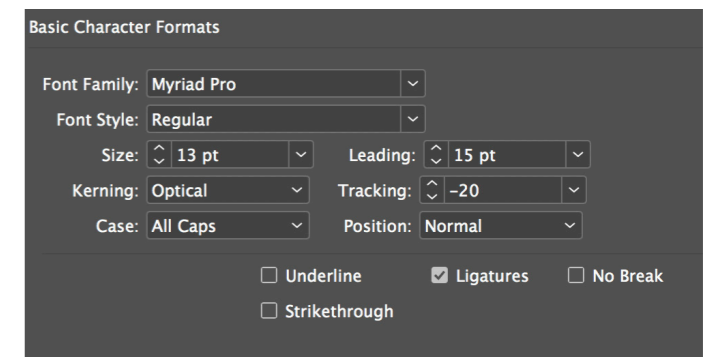 Basic Character Formats
Font Family: Myriad Pro
Font Style: Regular
Size: 13 pt Leading: 15 pt
Kerning: Optical Tracking: -20
Case: All Caps Position: Normal
Underline Ligatures No Break
Strikethrough